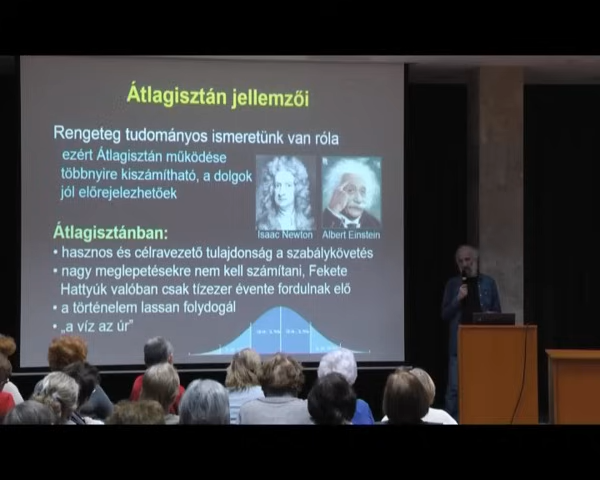 Átlagisztán jellemzői
Rengeteg tudományos ismeretünk van róla
ezért Átlagisztán működése
többnyire kiszámítható, a dolgok
jól előrejelezhetőek
Isaac Newton
Albert Einstein
Átlagisztánban:
• hasznos és célravezető tulajdonság a szabálykövetés
• nagy meglepetésekre nem kell számítani, Fekete
Hattyúk valóban csak tízezer évente fordulnak elő
• a történelem lassan folydogál
• „a víz az úr”